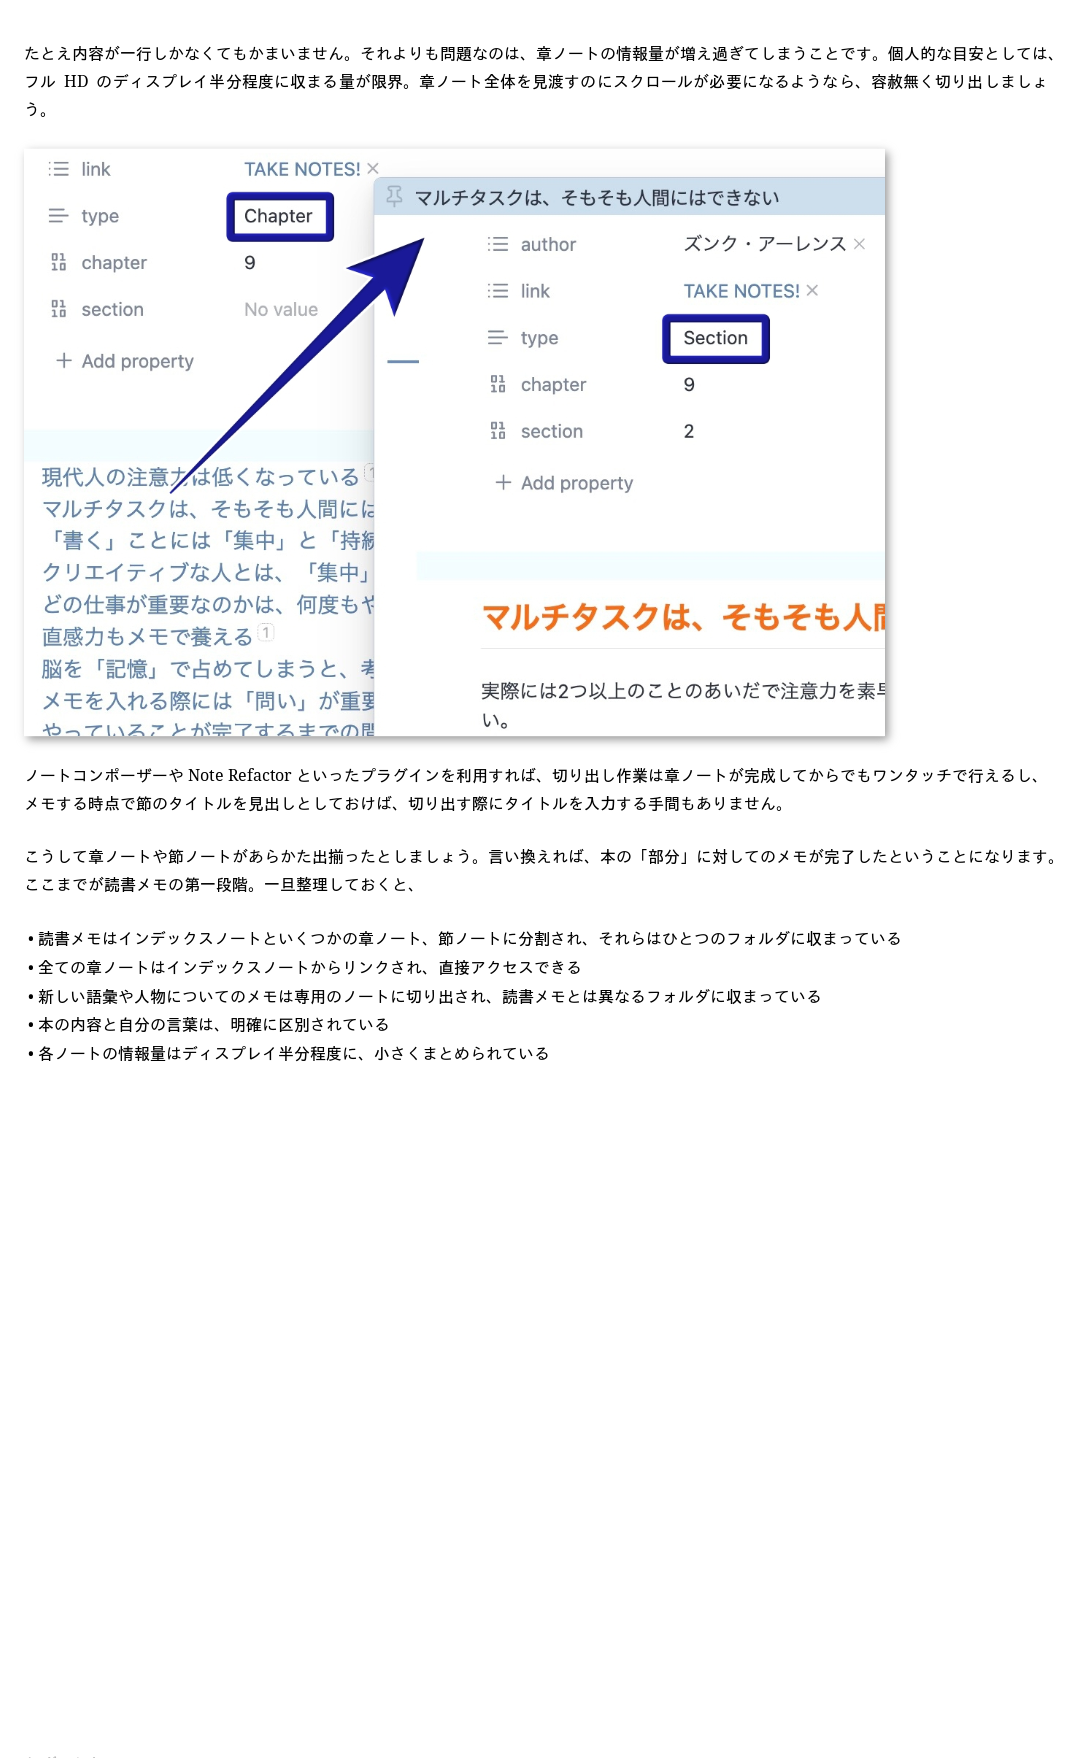 たとえ内容が一行しかなくてもかまいません。それよりも問題なのは、章ノートの情報量が増え過ぎてしまうことです。個人的な目安としては、
フル HD のディスプレイ半分程度に収まる量が限界。章ノート全体を見渡すのにスクロールが必要になるようなら、容赦無く切り出しましょ
う。
link TAKE NOTES! ×
type Chapter
chapter 9
section No value
+ Add property
現代人の注意力は低くなっている
マルチタスクは、そもそも人間には
「書く」ことには「集中」と「持続
クリエイティブな人とは、「集中」
どの仕事が重要なのかは、何度もや
直感力もメモで養える 1
脳を「記憶」で占めてしまうと、考
メモを入れる際には「問い」が重要
やっていることが完了するまでの間
マルチタスクは、そもそも人間にはできない
author ズンク・アーレンス ×
link TAKE NOTES! ×
type Section
chapter 9
section 2
+ Add property
マルチタスクは、そもそも人間
実際には2つ以上のことのあいだで注意力を素早
い。
ノートコンポーザーや Note Refactor といったプラグインを利用すれば、切り出し作業は章ノートが完成してからでもワンタッチで行えるし、
メモする時点で節のタイトルを見出しとしておけば、切り出す際にタイトルを入力する手間もありません。
こうして章ノートや節ノートがあらかた出揃ったとしましょう。言い換えれば、本の「部分」に対してのメモが完了したということになります。
ここまでが読書メモの第一段階。一旦整理しておくと、
• 読書メモはインデックスノートといくつかの章ノート、節ノートに分割され、それらはひとつのフォルダに収まっている
• 全ての章ノートはインデックスノートからリンクされ、直接アクセスできる
• 新しい語彙や人物についてのメモは専用のノートに切り出され、読書メモとは異なるフォルダに収まっている
• 本の内容と自分の言葉は、明確に区別されている
• 各ノートの情報量はディスプレイ半分程度に、小さくまとめられている